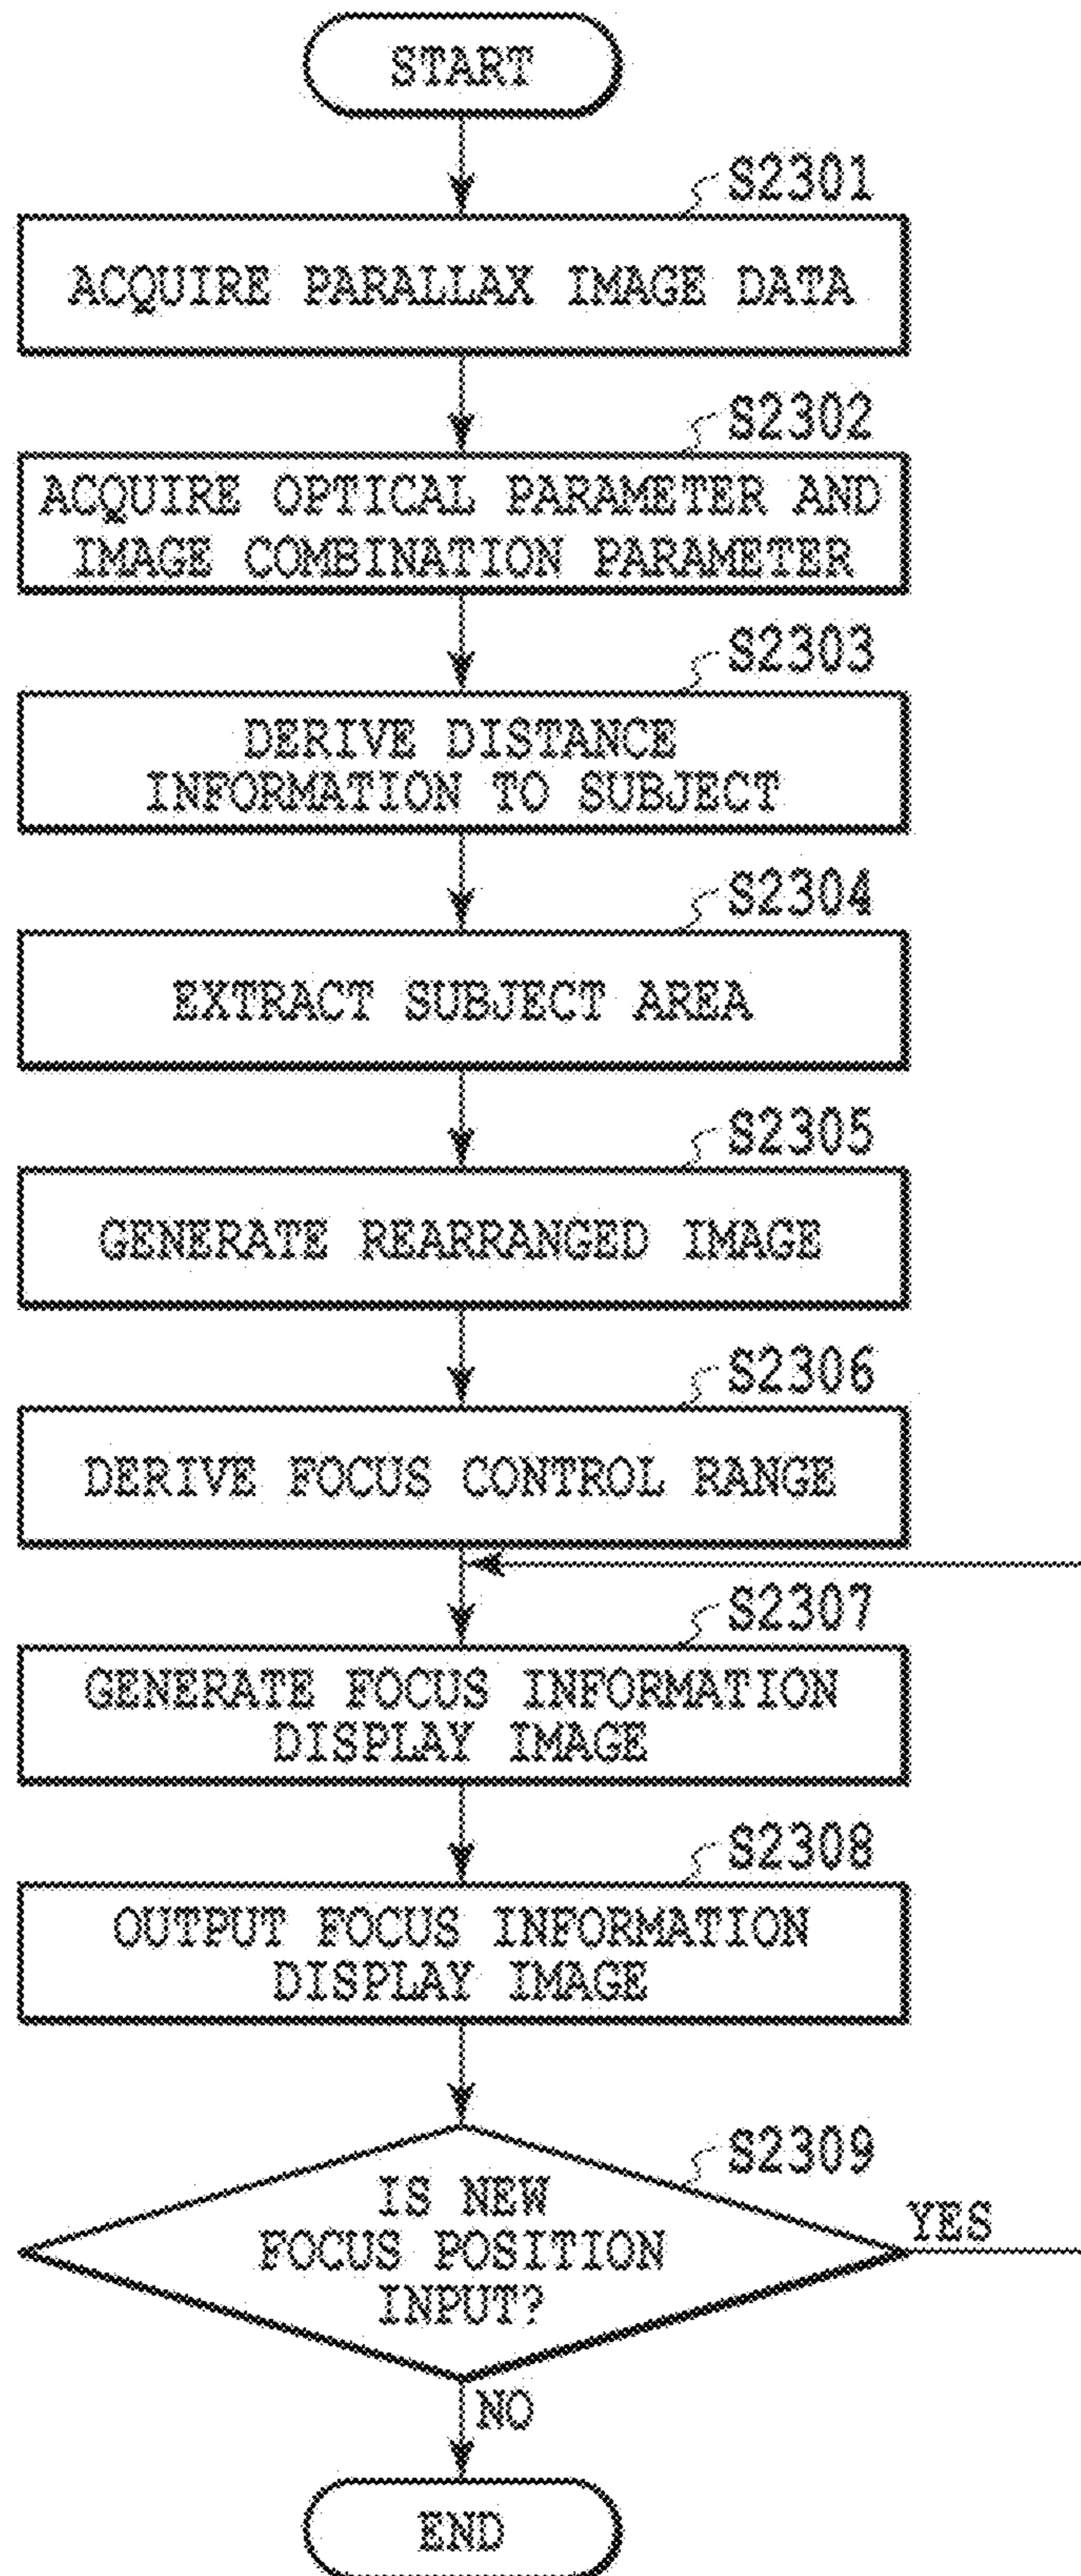 START
S2301
ACQUIRE PARALLAX IMAGE DATA
S2302
ACQUIRE OPTICAL PARAMETER AND
IMAGE COMBINATION PARAMETER
S2303
DERIVE DISTANCE
INFORMATION TO SUBJECT
S2304
EXTRACT SUBJECT AREA
S2305
GENERATE REARRANGED IMAGE
S2306
DERIVE FOCUS CONTROL RANGE
S2307
GENERATE FOCUS INFORMATION
DISPLAY IMAGE
S2308
OUTPUT FOCUS INFORMATION
DISPLAY IMAGE
S2309
IS NEW
FOCUS POSITION
INPUT?
YES
NO
END